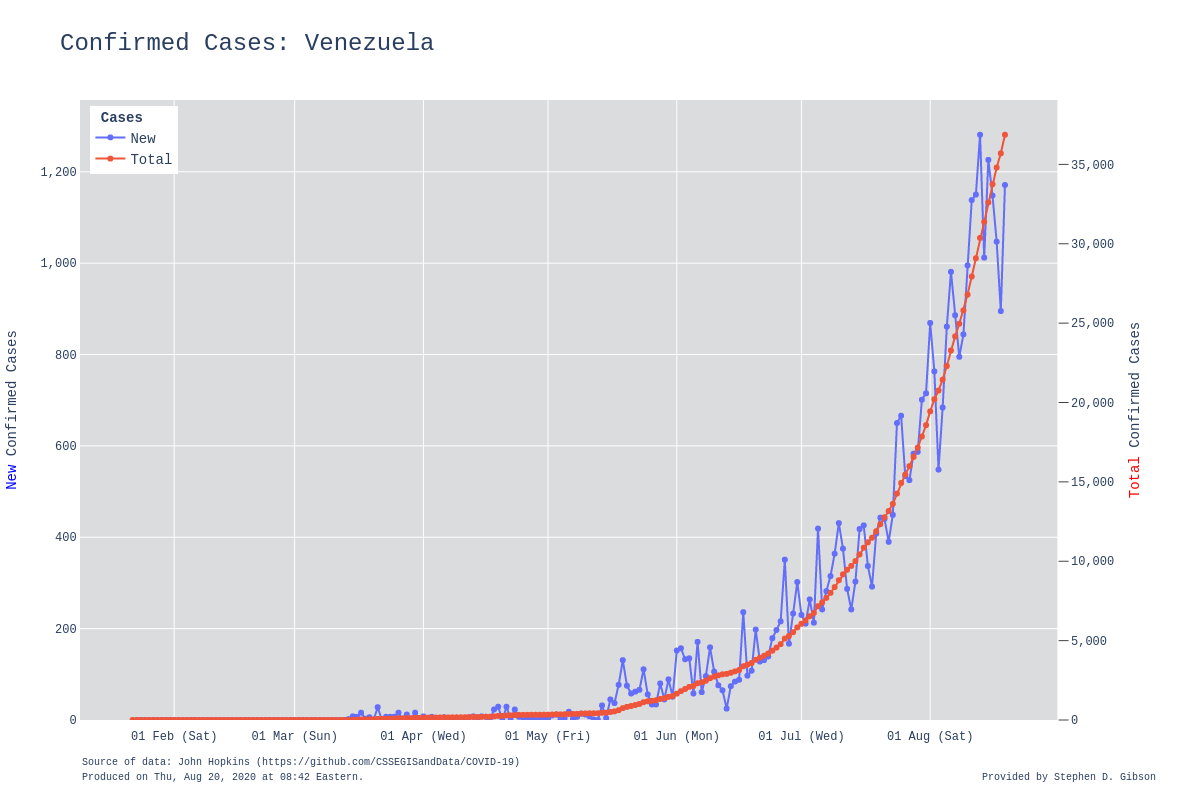 Confirmed Cases: Venezuela
Cases
New
Total
1,200
1,000
800
600
400
200
0
35,000
30,000
25,000
20,000
15,000
10,000
5,000
0
New Confirmed Cases
Total Confirmed Cases
01 Feb (Sat)
01 Mar (Sun)
01 Apr (Wed)
01 May (Fri)
01 Jun (Mon)
01 Jul (Wed)
01 Aug (Sat)
Source of data: John Hopkins (https://github.com/CSSEGISandData/COVID-19)
Produced on Thu, Aug 20, 2020 at 08:42 Eastern.
Provided by Stephen D. Gibson